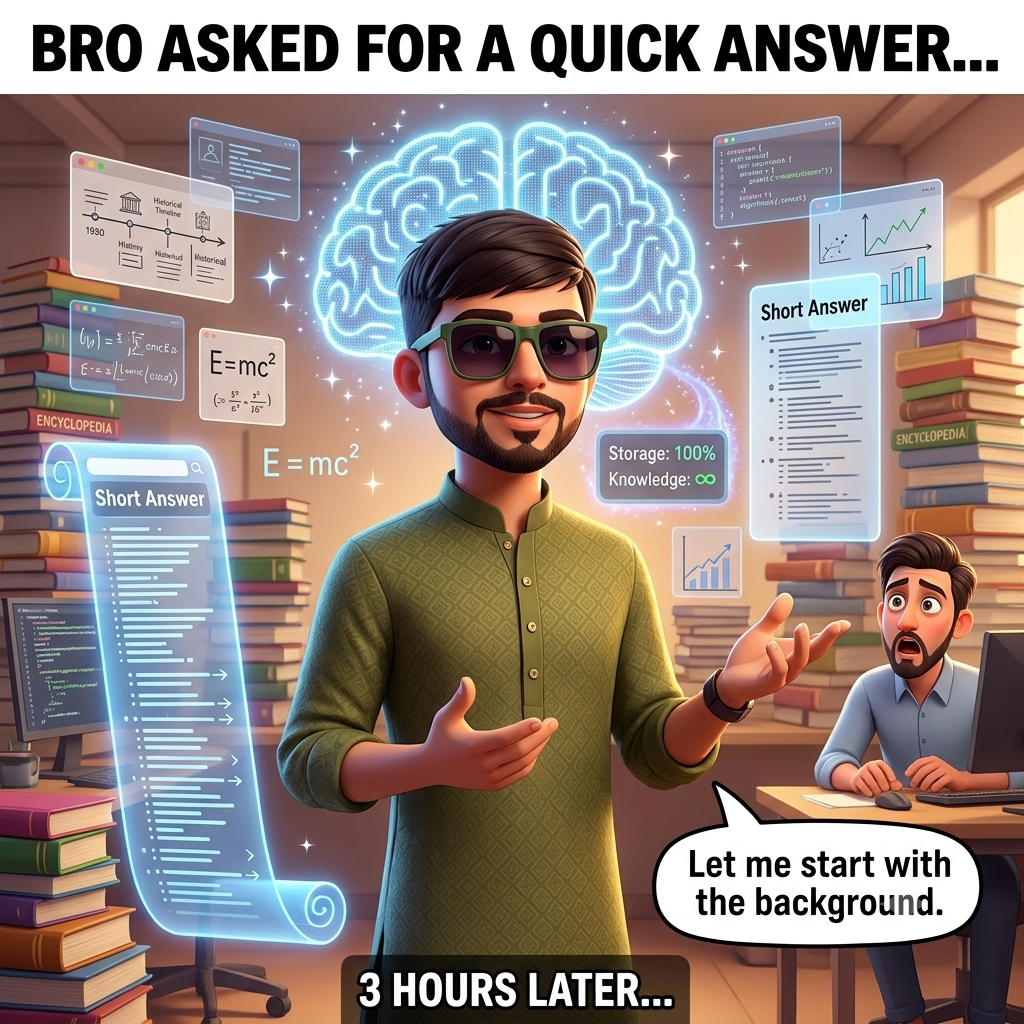 BRO ASKED FOR A QUICK ANSWER...
Historical
Timeline
1930
Historical
E=mc²
ENCYCLOPEDIA
E=mc²
Short Answer
Short Answer
ENCYCLOPEDIA
Storage: 100%
Knowledge: ∞
Let me start with
the background.
3 HOURS LATER...